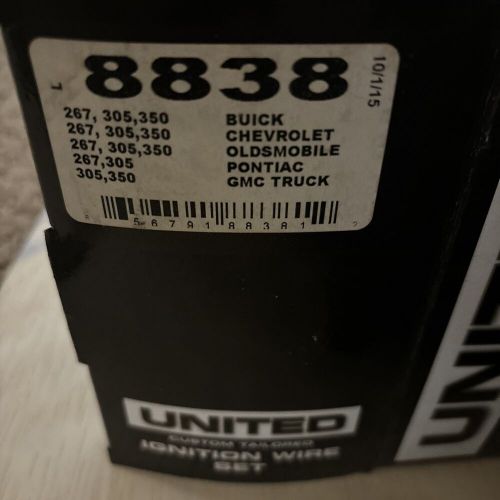 1 8838 10/1/15
267, 305,350 BUICK
267, 305,350 CHEVROLET
267, 305,350 OLDSMOBILE
267,305 PONTIAC
305,350 GMC TRUCK
UNITED
CUSTOM TAILORED
IGNITION WIRE
SET